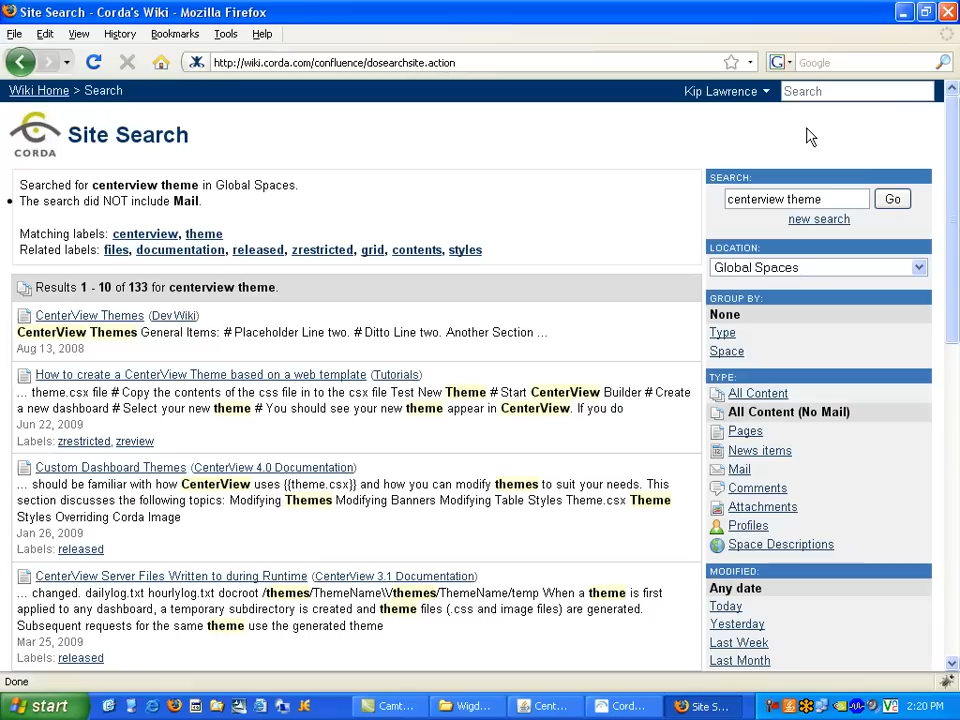 Site Search - Corda's Wiki - Mozilla Firefox
File Edit View History Bookmarks Tools Help
http://wiki.corda.com/confluence/dosearchsite.action
Google
Wiki Home > Search
Kip Lawrence
Search
CORDA
Site Search
Searched for centerview theme in Global Spaces.
• The search did NOT include Mail.
Matching labels: centerview, theme
Related labels: files, documentation, released, zrestricted, grid, contents, styles
Results 1 - 10 of 133 for centerview theme.
CenterView Themes (DevWiki)
CenterView Themes General Items: # Placeholder Line two. # Ditto Line two. Another Section ...
Aug 13, 2008
How to create a CenterView Theme based on a web template (Tutorials)
... theme.csx file # Copy the contents of the css file in to the csx file Test New Theme # Start CenterView Builder # Create
a new dashboard # Select your new theme # You should see your new theme appear in CenterView. If you do
Jun 22, 2009
Labels: zrestricted, zreview
Custom Dashboard Themes (CenterView 4.0 Documentation)
... should be familiar with how CenterView uses {{theme.csx}} and how you can modify themes to suit your needs. This
section discusses the following topics: Modifying Themes Modifying Banners Modifying Table Styles Theme.csx Theme
Styles Overriding Corda Image
Jan 26, 2009
Labels: released
CenterView Server Files Written to during Runtime (CenterView 3.1 Documentation)
... changed. dailylog.txt hourlylog.txt docroot /themes/ThemeName\V/themes/ThemeName/temp When a theme is first
applied to any dashboard, a temporary subdirectory is created and theme files (.css and image files) are generated.
Subsequent requests for the same theme use the generated theme
Mar 25, 2009
Labels: released
SEARCH:
centerview theme
Go
new search
LOCATION:
Global Spaces
GROUP BY:
None
Type
Space
TYPE:
All Content
All Content (No Mail)
Pages
News items
Mail
Comments
Attachments
Profiles
Space Descriptions
MODIFIED:
Any date
Today
Yesterday
Last Week
Last Month
Done
start
Camt...
Wigd...
Cent...
Cord...
Site S...
2:20 PM